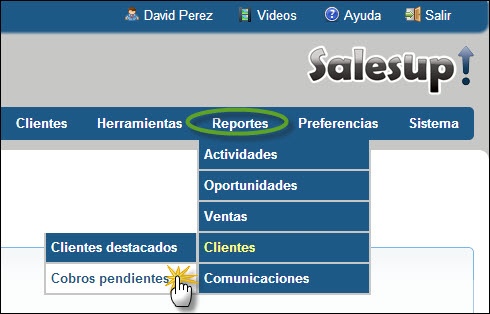 David Perez Videos Ayuda Salir
Salesup!
Clientes Herramientas Reportes Preferencias Sistema
Actividades
Oportunidades
Ventas
Clientes destacados Clientes
Cobros pendientes Comunicaciones